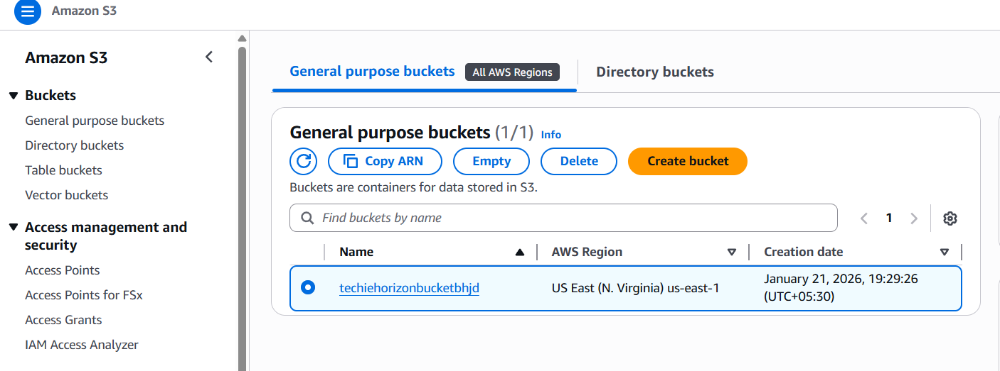 Amazon S3
Amazon S3
Buckets
General purpose buckets
Directory buckets
Table buckets
Vector buckets
Access management and
security
Access Points
Access Points for FSx
Access Grants
IAM Access Analyzer
General purpose buckets All AWS Regions Directory buckets
General purpose buckets (1/1) Info
Copy ARN Empty Delete Create bucket
Buckets are containers for data stored in S3.
Find buckets by name 1
Name AWS Region Creation date
techiehorizonbucketbhjd US East (N. Virginia) us-east-1 January 21, 2026, 19:29:26
(UTC+05:30)